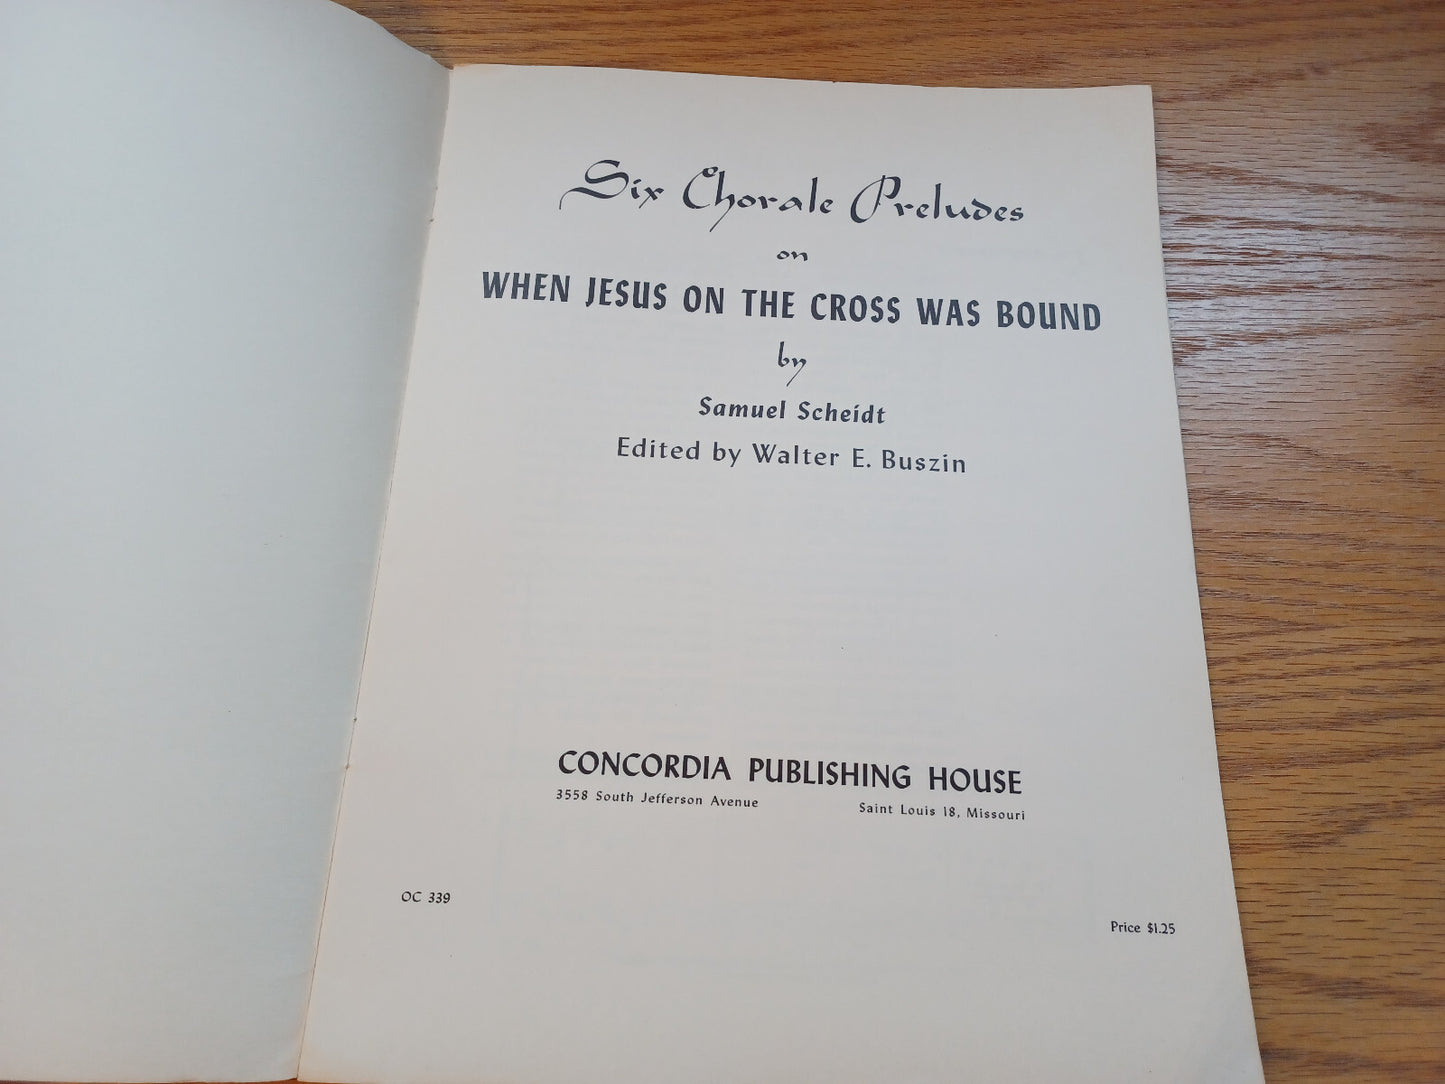 Six Chorale Preludes
on
WHEN JESUS ON THE CROSS WAS BOUND
by
Samuel Scheidt
Edited by Walter E. Buszin
CONCORDIA PUBLISHING HOUSE
3558 South Jefferson Avenue Saint Louis 18, Missouri
OC 339
Price $1.25